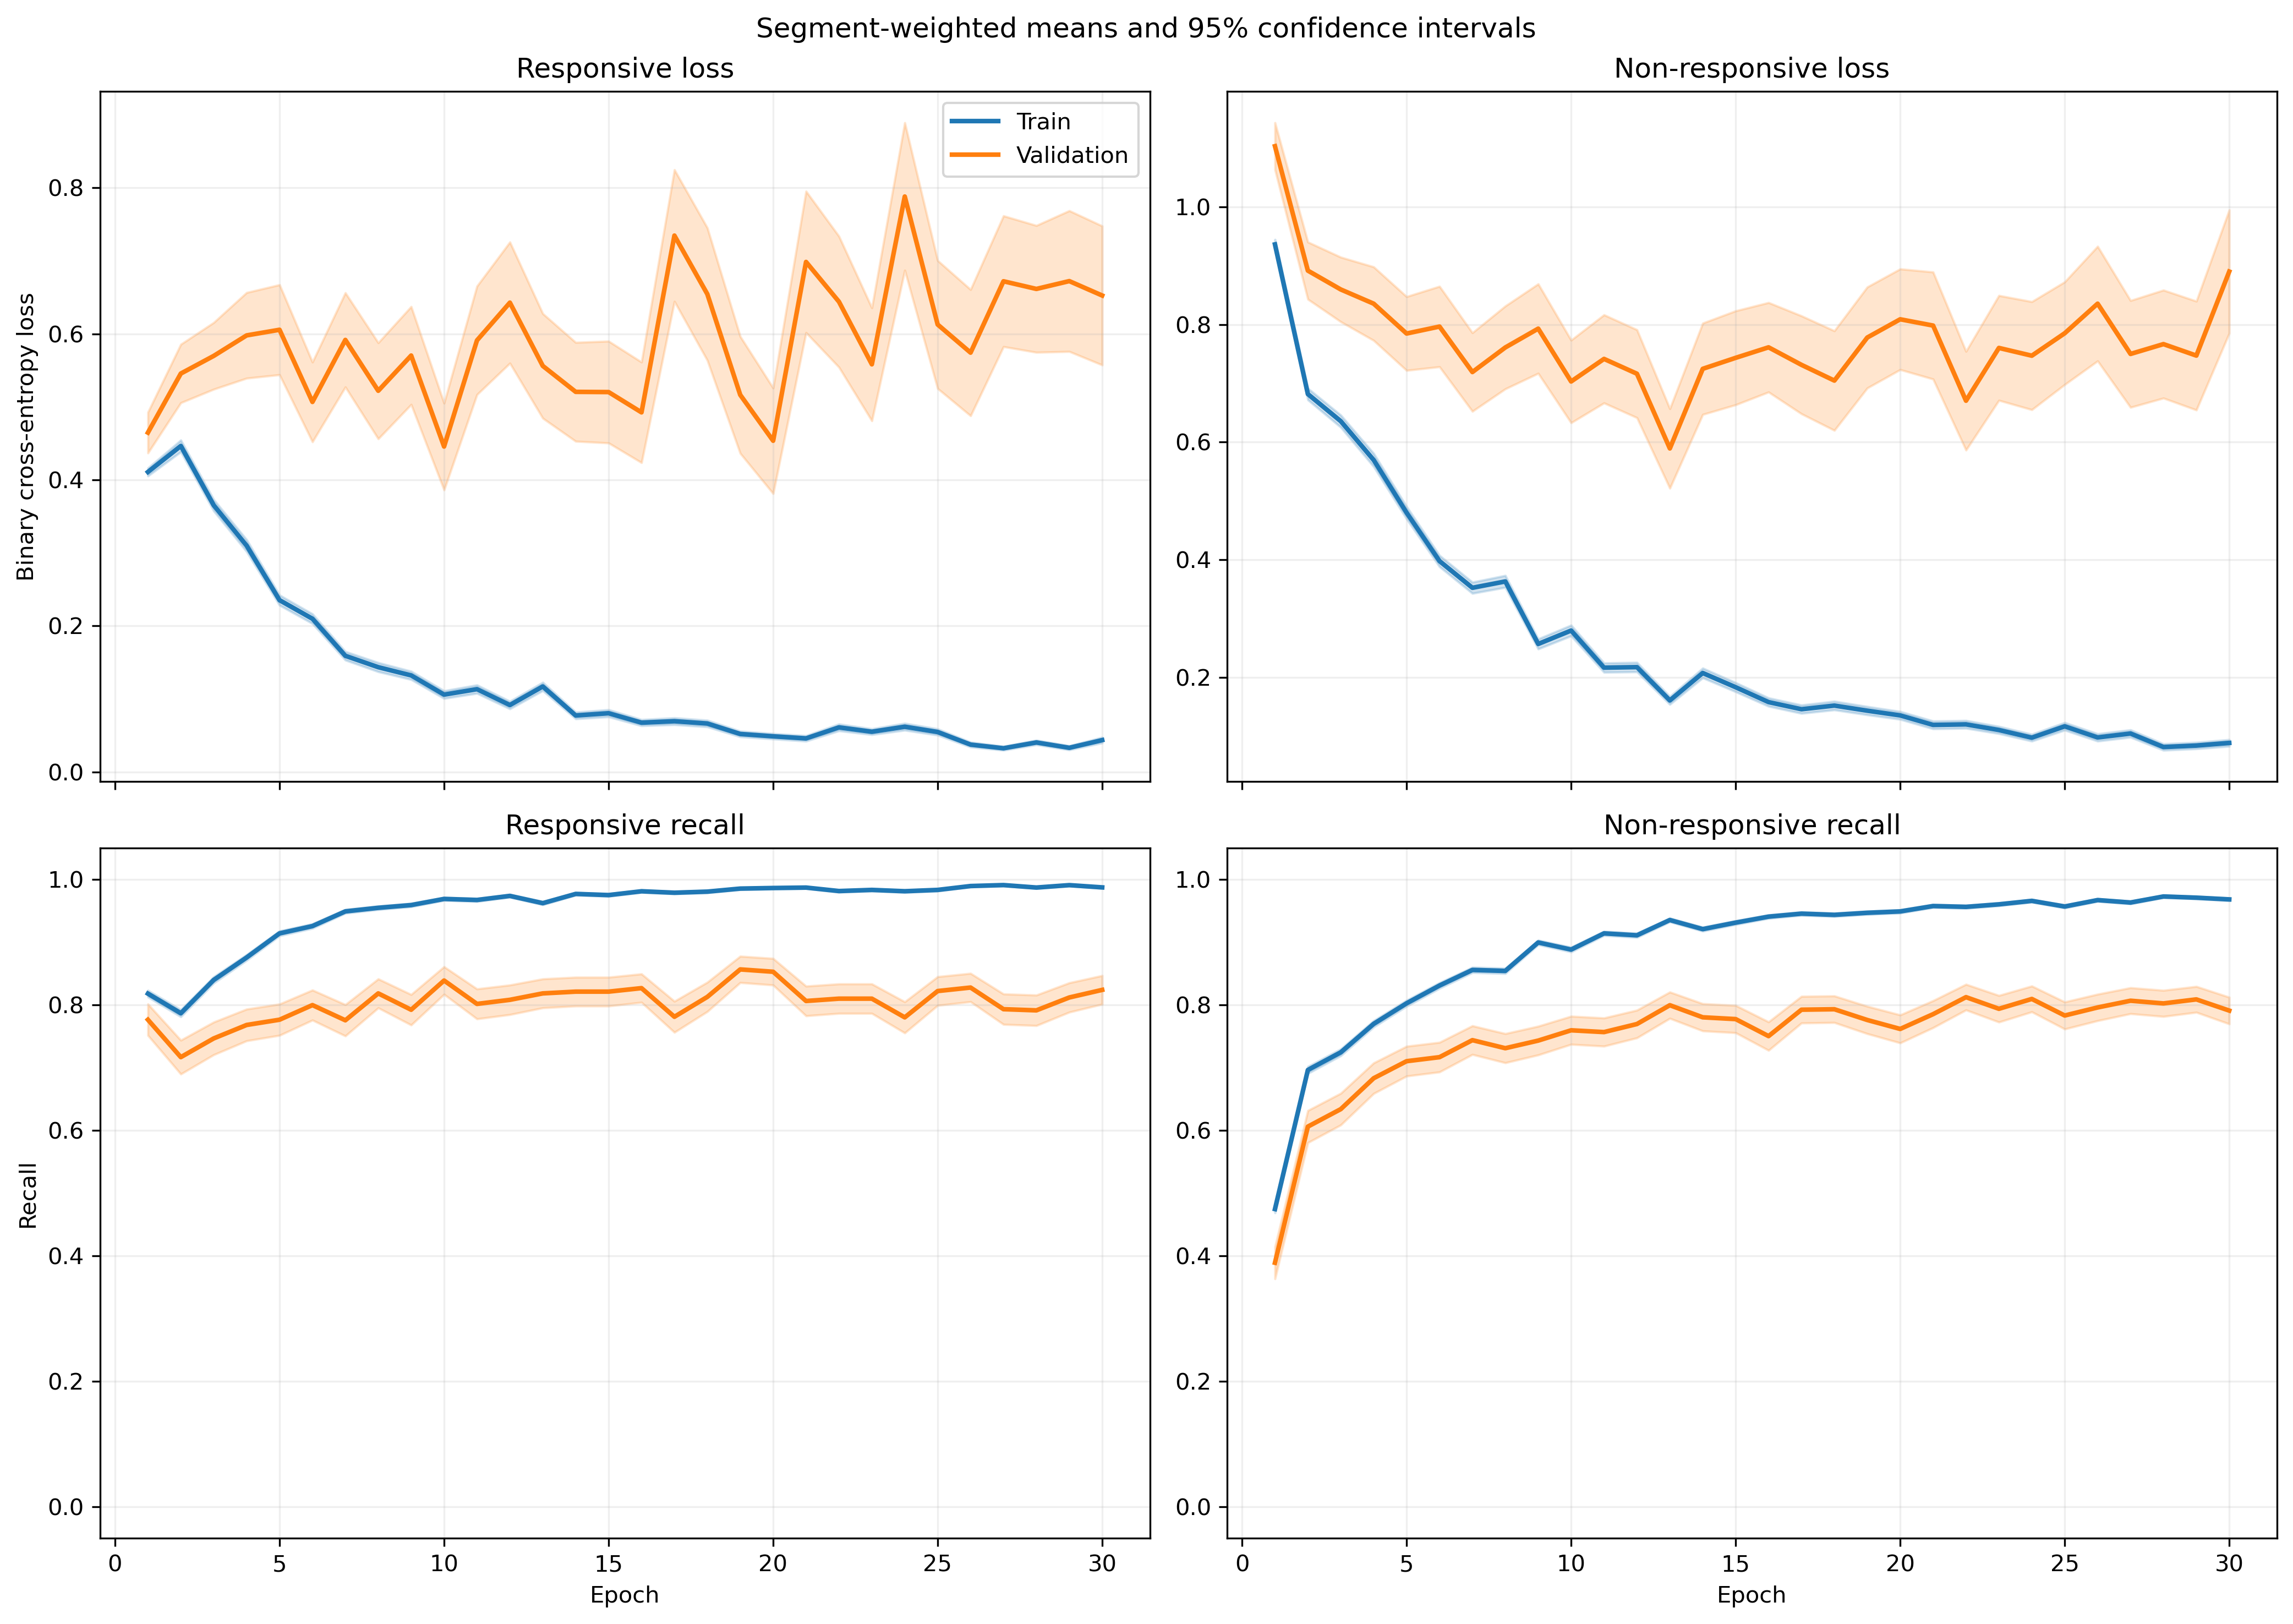 Segment-weighted means and 95% confidence intervals
Responsive loss
Non-responsive loss
Train
Validation
Binary cross-entropy loss
0.8
0.6
0.4
0.2
0.0
1.0
0.8
0.6
0.4
0.2
Responsive recall
Non-responsive recall
Recall
1.0
0.8
0.6
0.4
0.2
0.0
0 5 10 15 20 25 30
Epoch
1.0
0.8
0.6
0.4
0.2
0.0
0 5 10 15 20 25 30
Epoch